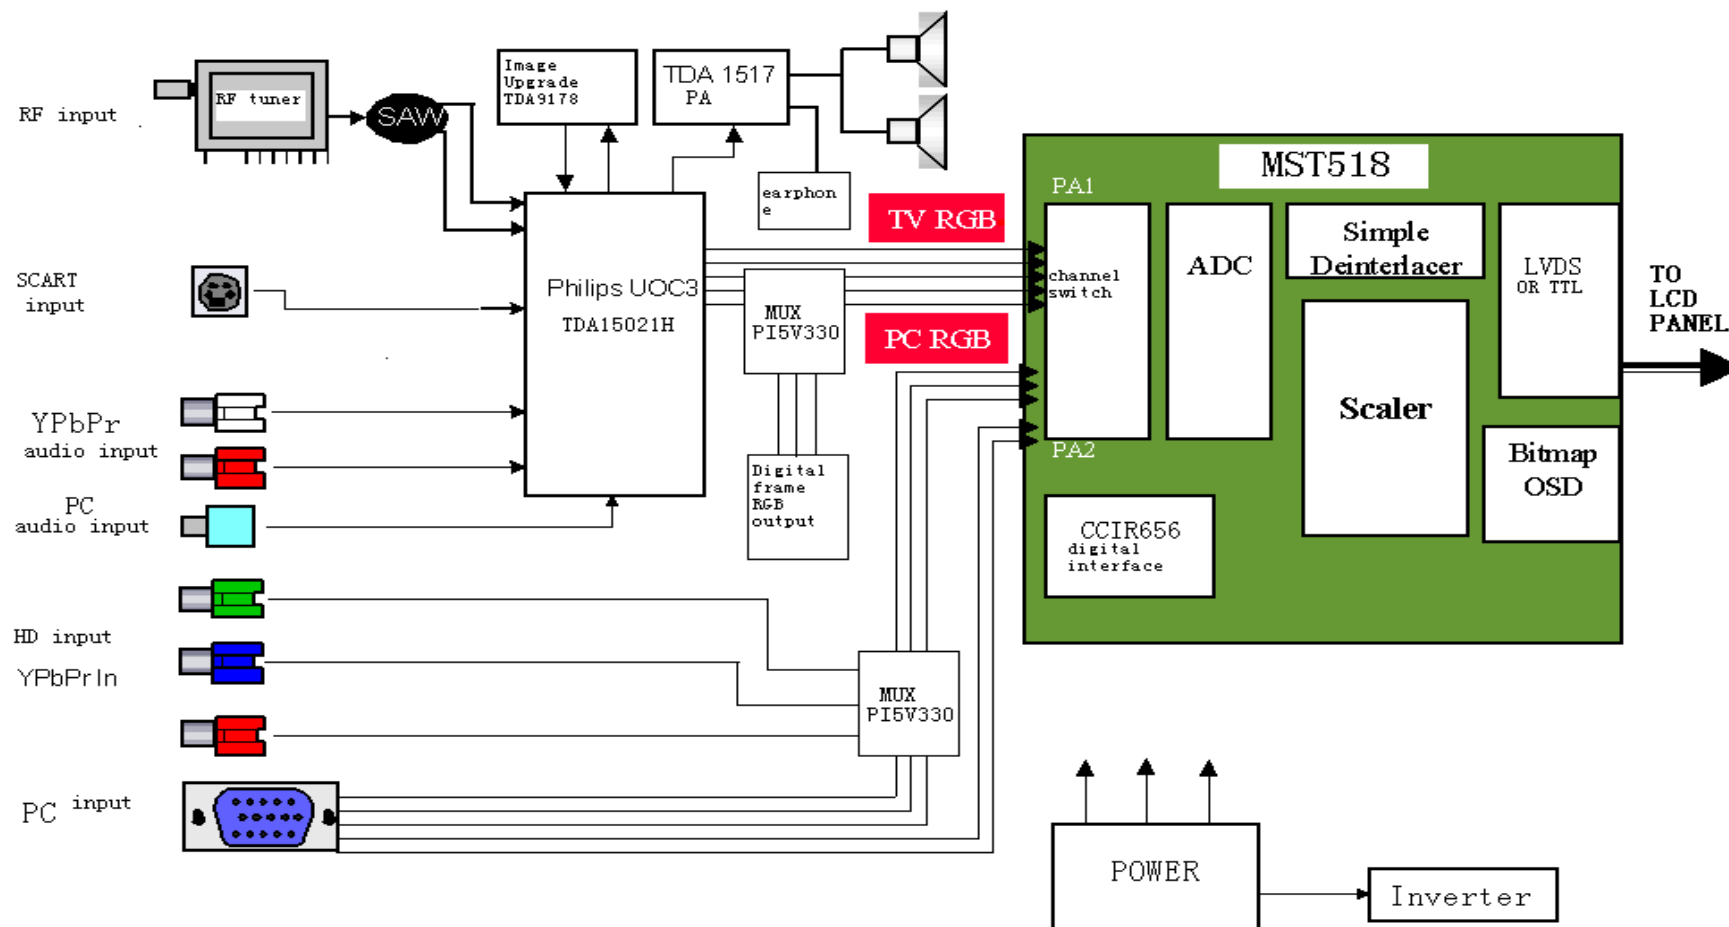 RF input
RF tuner
SAW
Image
Upgrade
TDA9178
TDA 1517
PA
earphon
e
TV RGB
MST518
PA1
channel
switch
ADC
Simple
Deinterlacer
LVDS
OR TTL
TO
LCD
PANEL
SCART
input
Philips UOC3
TDA15021H
MUX
PI5V330
PC RGB
Scaler
PA2
Bitmap
OSD
YPbPr
audio input
PC
audio input
Digital
frame
RGB
output
CCIR656
digital
interface
HD input
YPbPrIn
MUX
PI5V330
PC input
POWER
Inverter